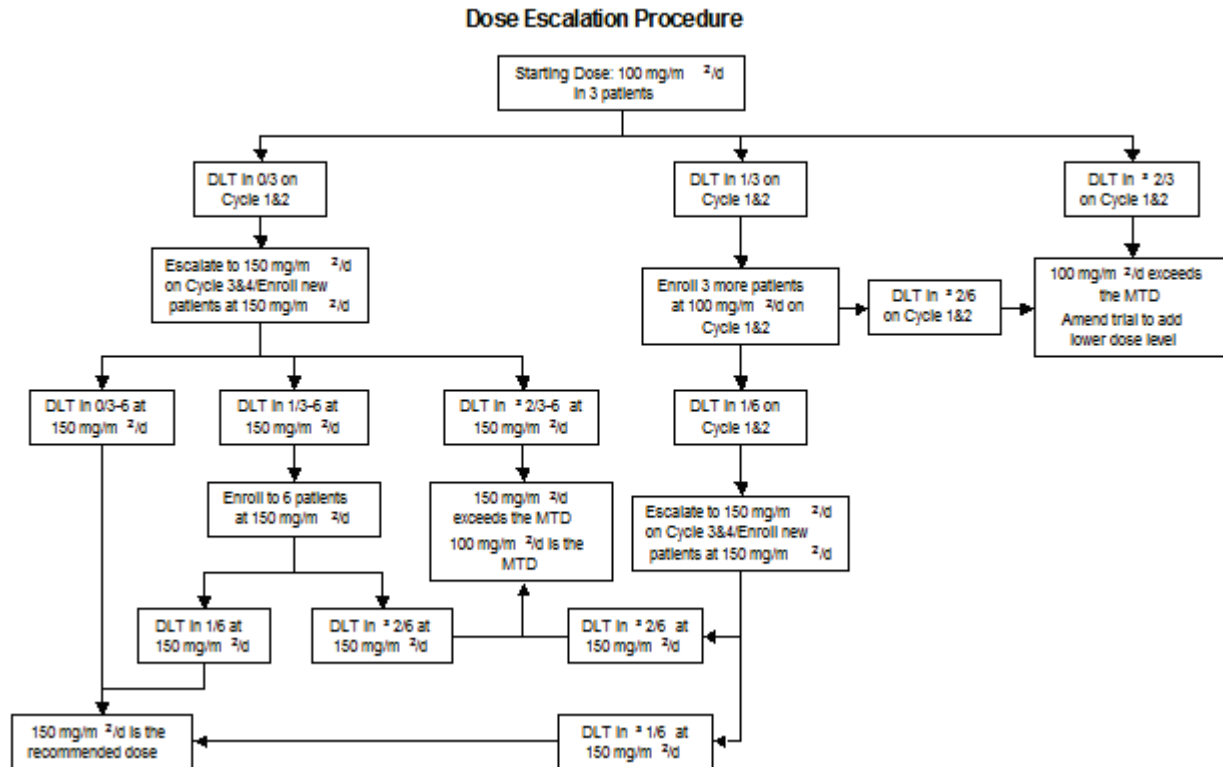 Dose Escalation Procedure
Starting Dose: 100 mg/m ²/d
in 3 patients
DLT in 0/3 on
Cycle 1&2
DLT in 1/3 on
Cycle 1&2
DLT in ² 2/3
on Cycle 1&2
Escalate to 150 mg/m ²/d
on Cycle 3&4/Enroll new
patients at 150 mg/m ²/d
Enroll 3 more patients
at 100 mg/m ²/d on
Cycle 1&2
DLT in ² 2/6
on Cycle 1&2
100 mg/m ²/d exceeds
the MTD
Amend trial to add
lower dose level
DLT in 0/3-6 at
150 mg/m ²/d
DLT in 1/3-6 at
150 mg/m ²/d
DLT in ² 2/3-6 at
150 mg/m ²/d
DLT in 1/6 on
Cycle 1&2
Enroll to 6 patients
at 150 mg/m ²/d
150 mg/m ²/d
exceeds the MTD
100 mg/m ²/d is the
MTD
Escalate to 150 mg/m ²/d
on Cycle 3&4/Enroll new
patients at 150 mg/m ²/d
DLT in 1/6 at
150 mg/m ²/d
DLT in ² 2/6 at
150 mg/m ²/d
DLT in ² 2/6 at
150 mg/m ²/d
150 mg/m ²/d is the
recommended dose
DLT in ³ 1/6 at
150 mg/m ²/d